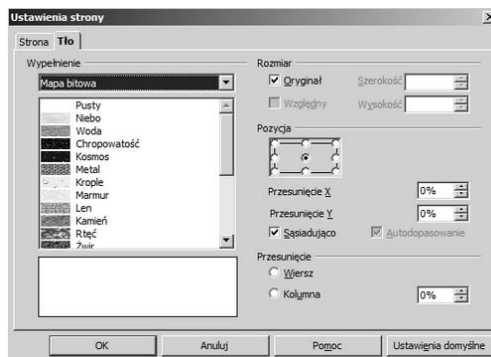 Ustawienia strony
Strona Tło
Wypełnienie
Mapa bitowa
Pusty
Niebo
Woda
Chropowatość
Kosmos
Metal
Krople
Marmur
Len
Kamień
Rtęć
Żwir
Rozmiar
Oryginał Szerokość
Względny Wysokość
Pozycja
Przesunięcie X 0%
Przesunięcie Y 0%
Sąsiadująco Autodopasowanie
Przesunięcie
Wiersz
Kolumna 0%
OK Anuluj Pomoc Ustawienia domyślne